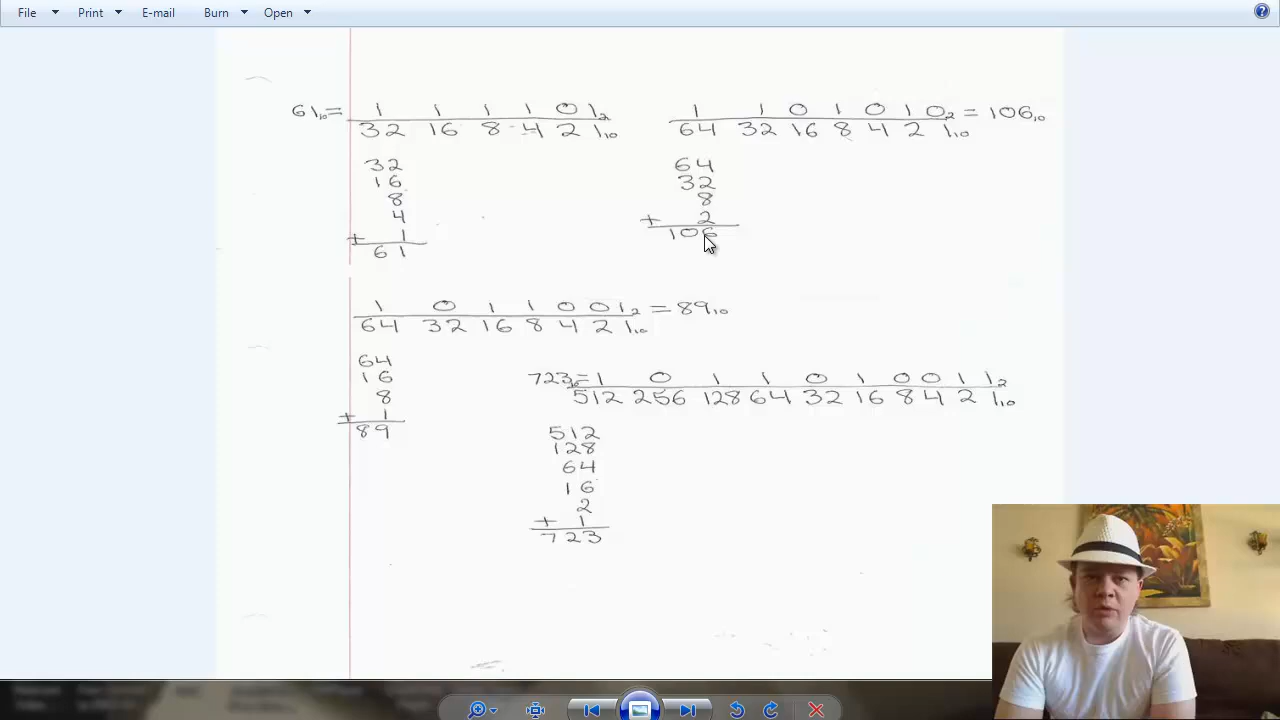 File Print E-mail Burn Open
61₁₀= 1 1 1 1 0 1₂
32 16 8 4 2 1₁₀
32
16
8
4
+ 1
61
1 1 0 1 0 1 0₂ = 106₁₀
64 32 16 8 4 2 1₁₀
64
32
8
+ 2
106
1 0 1 1 0 0 1₂ = 89₁₀
64 32 16 8 4 2 1₁₀
64
16
8
+ 1
89
723₁₀= 1 0 1 1 0 1 0 0 1 1₂
512 256 128 64 32 16 8 4 2 1₁₀
512
128
64
16
2
+ 1
723